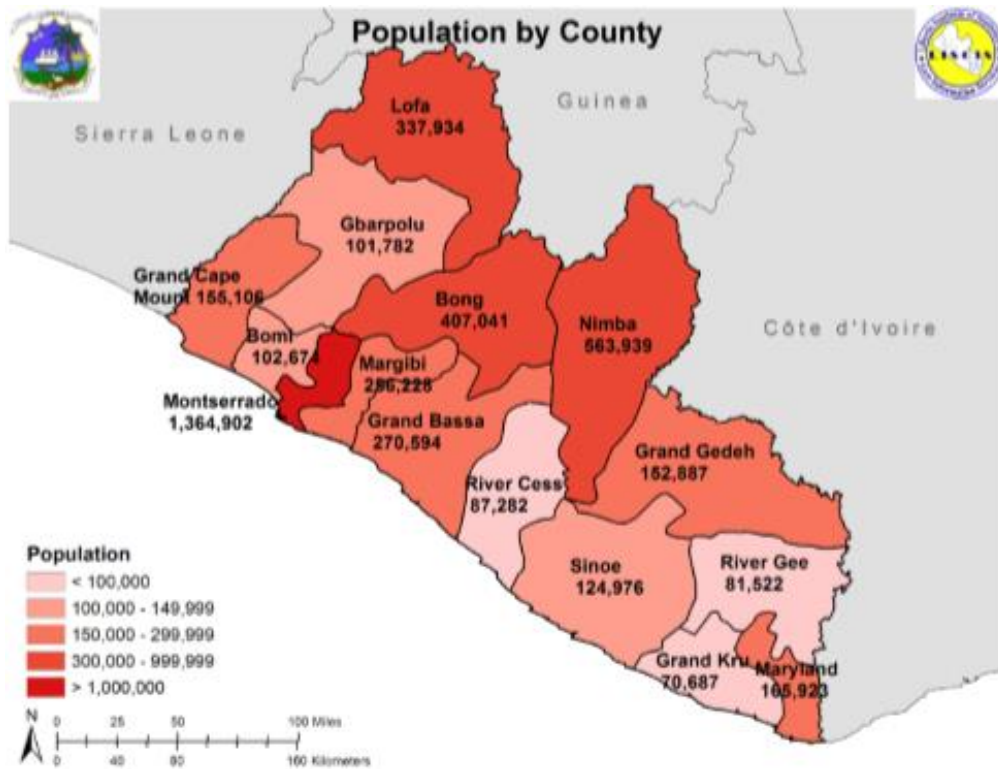 Population by County
Guinea
Sierra Leone
Côte d'Ivoire
Lofa
337,934
Gbarpolu
101,782
Grand Cape
Mount 155,106
Bong
407,041
Nimba
563,939
Bomi
102,674
Margibi
Montserrado
1,364,902
Grand Bassa
270,594
Grand Gedeh
152,887
River Cess
87,282
Sinoe
124,976
River Gee
81,522
Grand Kru
70,687
Maryland
165,923
Population
< 100,000
100,000 - 149,999
150,000 - 299,999
300,000 - 999,999
> 1,000,000
N
0 25 50 100 Miles
0 40 80 160 Kilometers